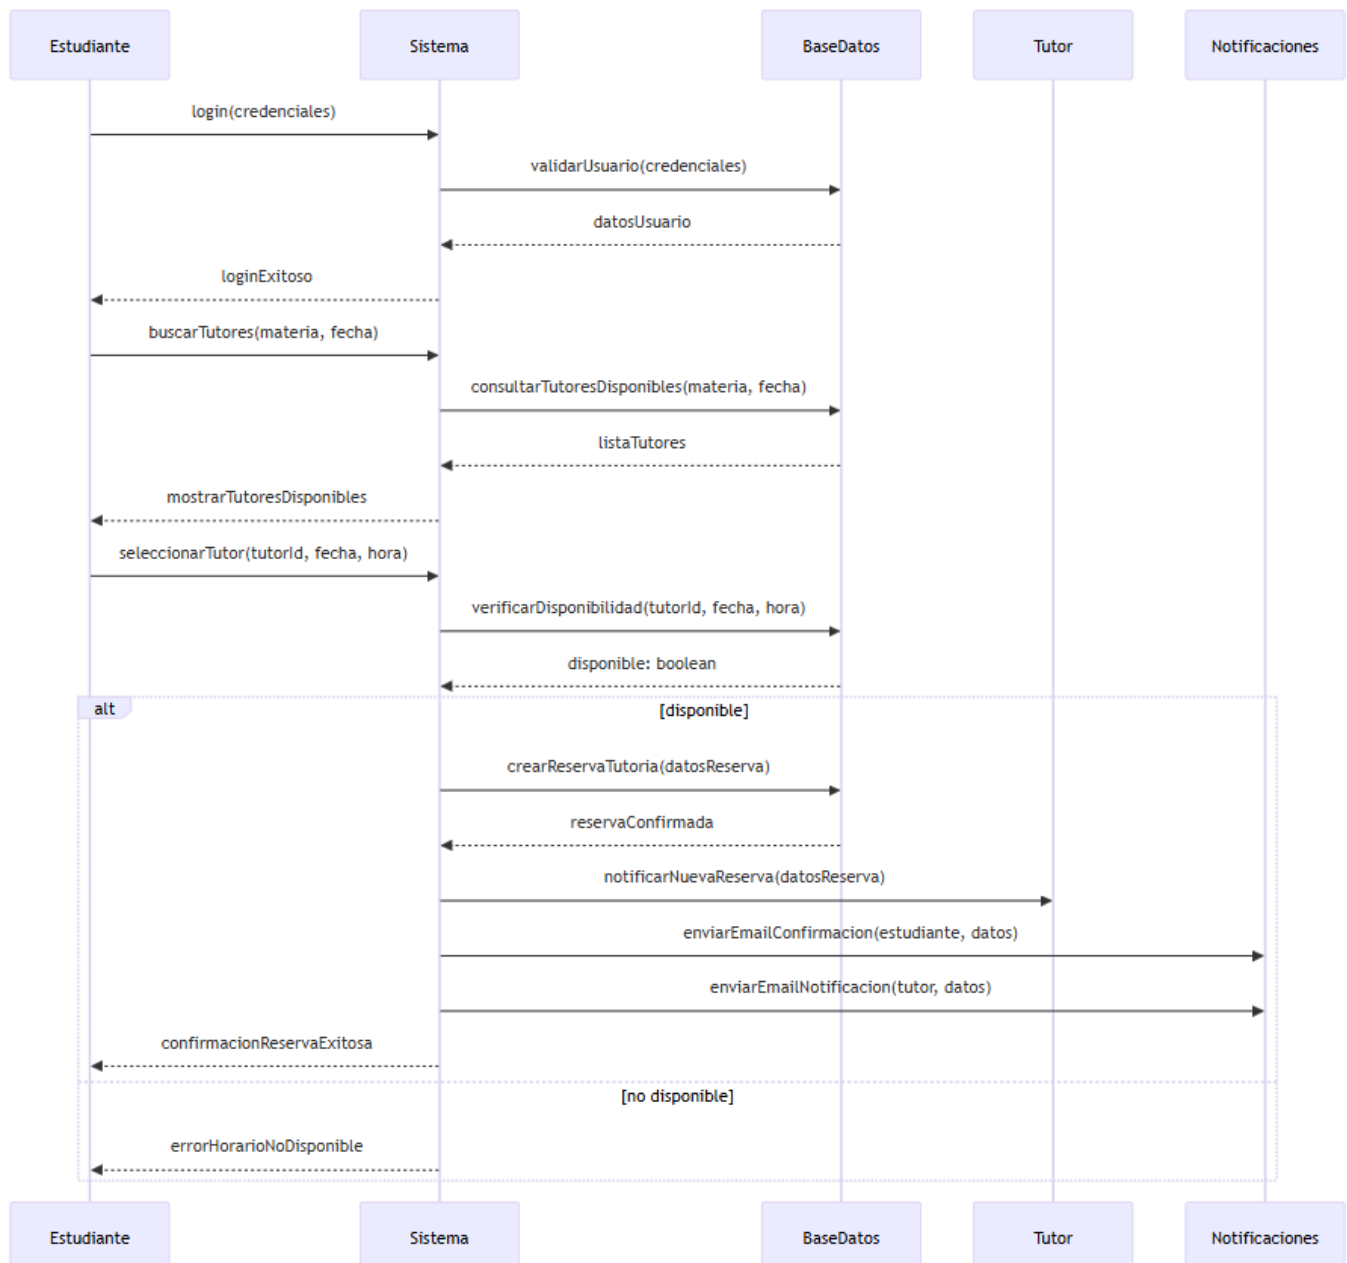 Estudiante
Sistema
BaseDatos
Tutor
Notificaciones
login(credenciales)
validarUsuario(credenciales)
datosUsuario
loginExitoso
buscarTutores(materia, fecha)
consultarTutoresDisponibles(materia, fecha)
listaTutores
mostrarTutoresDisponibles
seleccionarTutor(tutorId, fecha, hora)
verificarDisponibilidad(tutorId, fecha, hora)
disponible: boolean
alt
[disponible]
crearReservaTutoria(datosReserva)
reservaConfirmada
notificarNuevaReserva(datosReserva)
enviarEmailConfirmacion(estudiante, datos)
enviarEmailNotificacion(tutor, datos)
confirmacionReservaExitosa
[no disponible]
errorHorarioNoDisponible
Estudiante
Sistema
BaseDatos
Tutor
Notificaciones